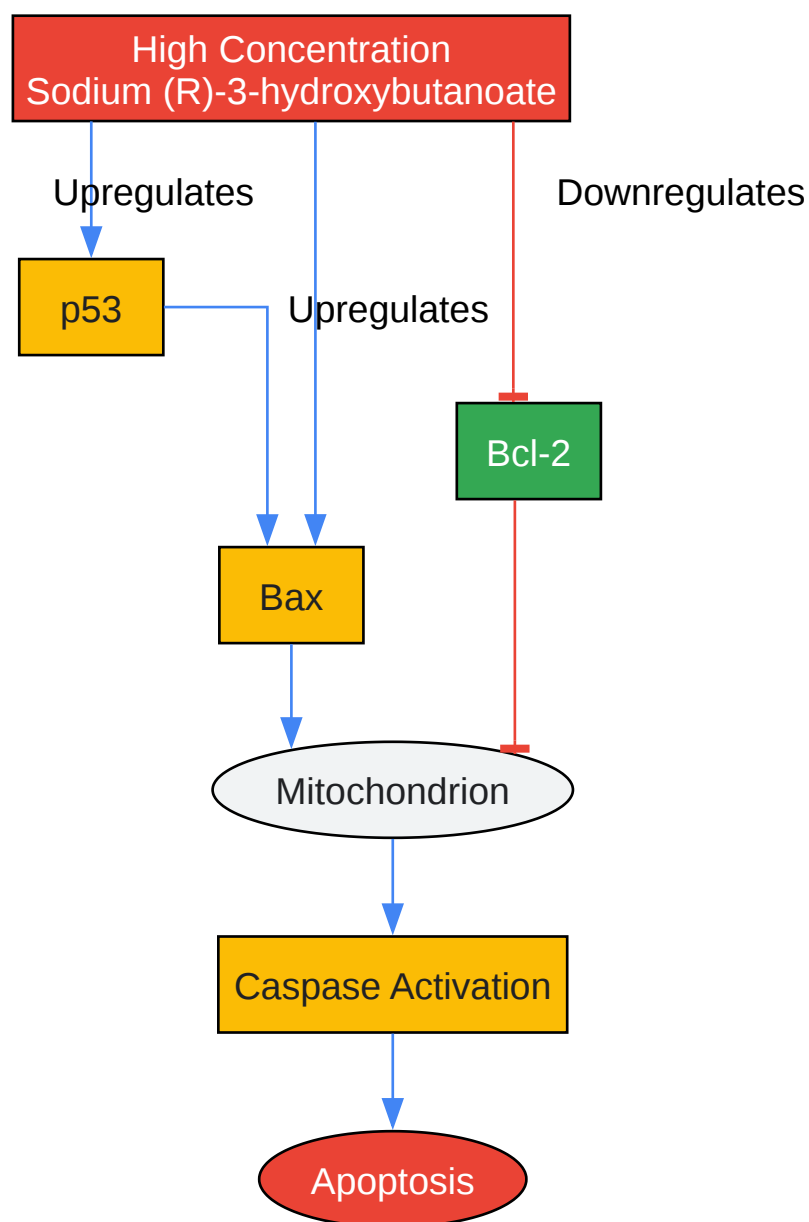 High Concentration
Sodium (R)-3-hydroxybutanoate
Upregulates
Downregulates
p53
Upregulates
Bcl-2
Bax
Mitochondrion
Caspase Activation
Apoptosis